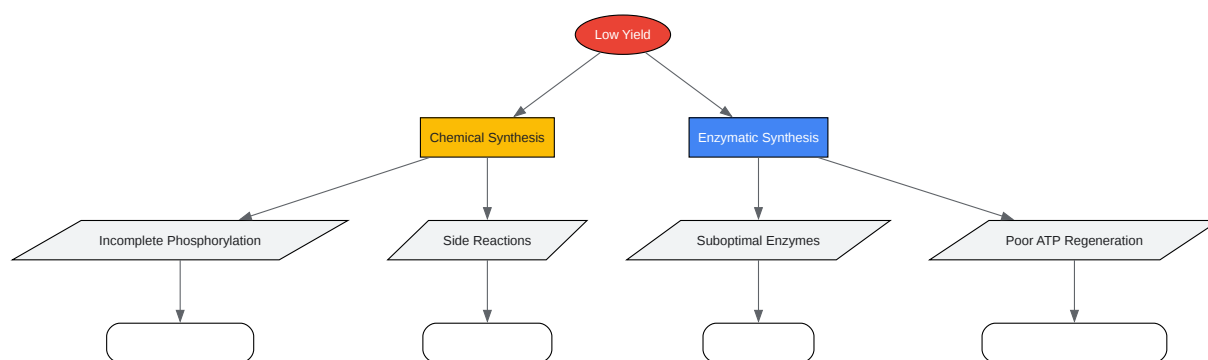 Low Yield
Chemical Synthesis
Enzymatic Synthesis
Incomplete Phosphorylation
Side Reactions
Suboptimal Enzymes
Poor ATP Regeneration